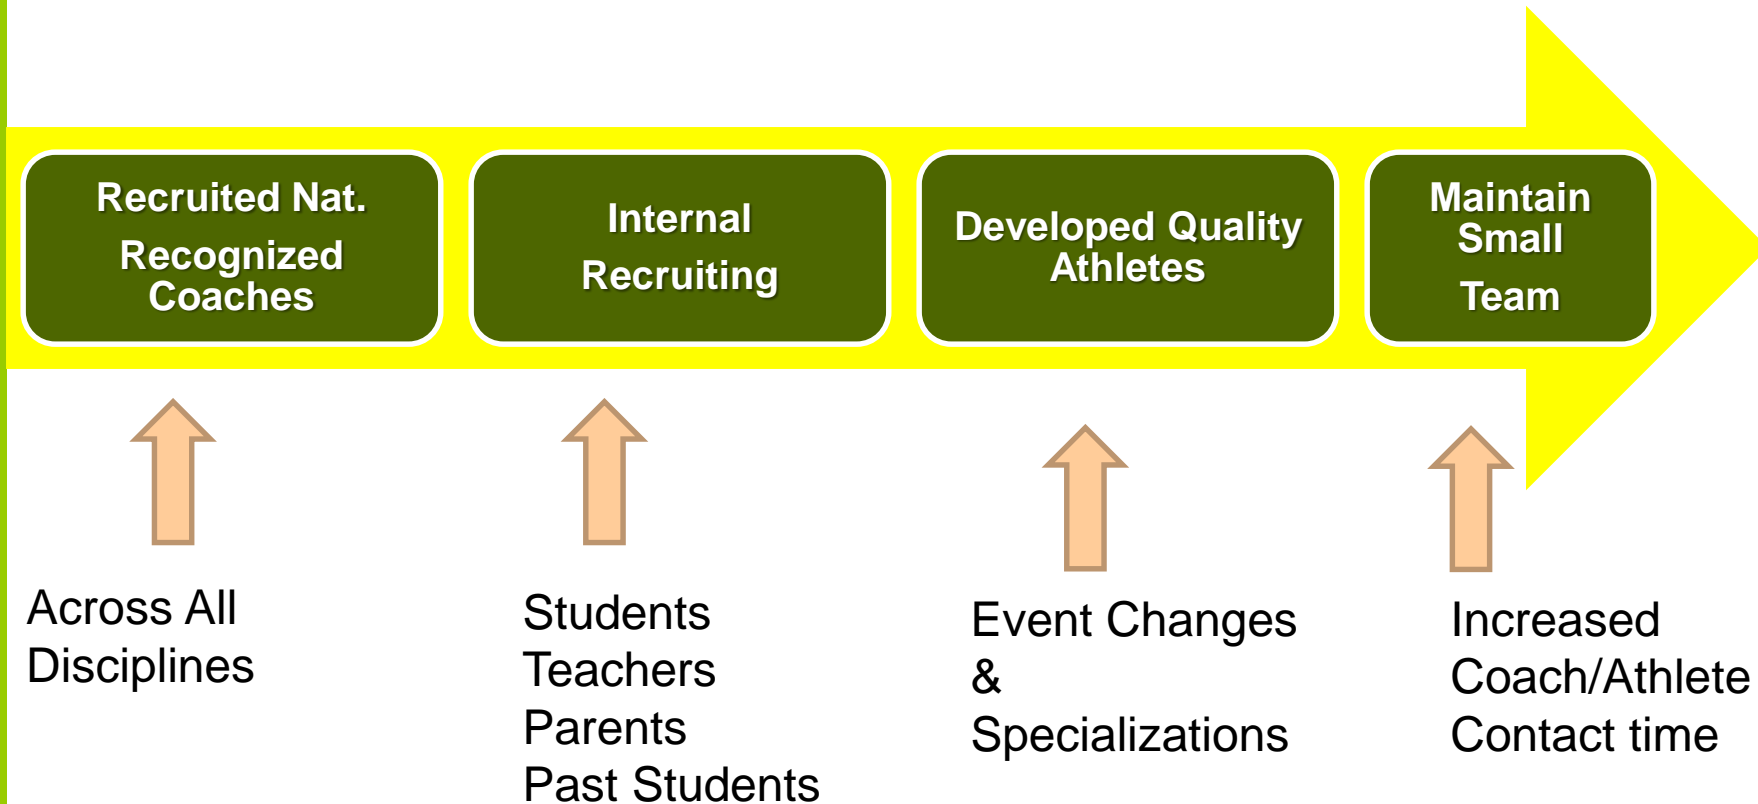 Recruited Nat.
Recognized
Coaches
Internal
Recruiting
Developed Quality
Athletes
Maintain
Small
Team
Across All
Disciplines
Students
Teachers
Parents
Past Students
Event Changes
&
Specializations
Increased
Coach/Athlete
Contact time